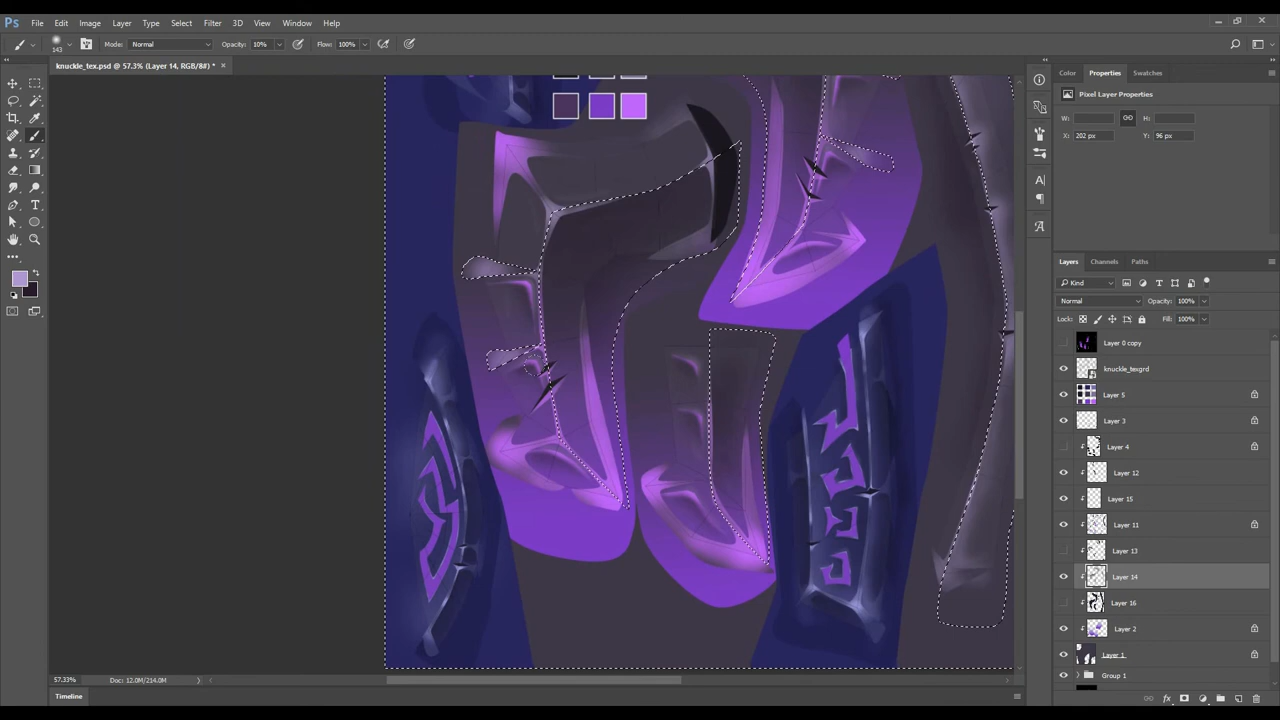 Ps File Edit Image Layer Type Select Filter 3D View Window Help
143 Mode: Normal Opacity: 10% Flow: 100%
knuckle_tex.psd @ 57.3% (Layer 14, RGB/8#) * ×
Color Properties Swatches
Pixel Layer Properties
W: H:
X: 202 px Y: 96 px
Layers Channels Paths
Kind
Normal Opacity: 100%
Lock: Fill: 100%
Layer 0 copy
knuckle_texgrd
Layer 5
Layer 3
Layer 4
Layer 12
Layer 15
Layer 11
Layer 13
Layer 14
Layer 16
Layer 2
Layer 1
Group 1
57.33% Doc: 12.0M/214.0M
Timeline